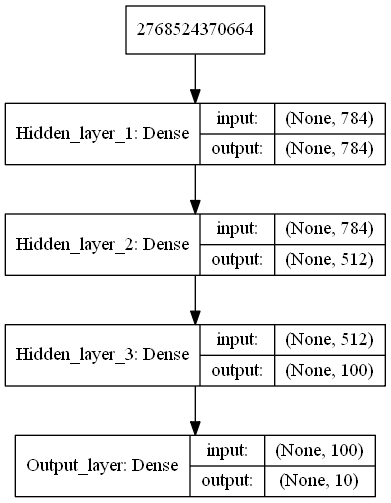 2768524370664
Hidden_layer_1: Dense
input: (None, 784)
output: (None, 784)
Hidden_layer_2: Dense
input: (None, 784)
output: (None, 512)
Hidden_layer_3: Dense
input: (None, 512)
output: (None, 100)
Output_layer: Dense
input: (None, 100)
output: (None, 10)